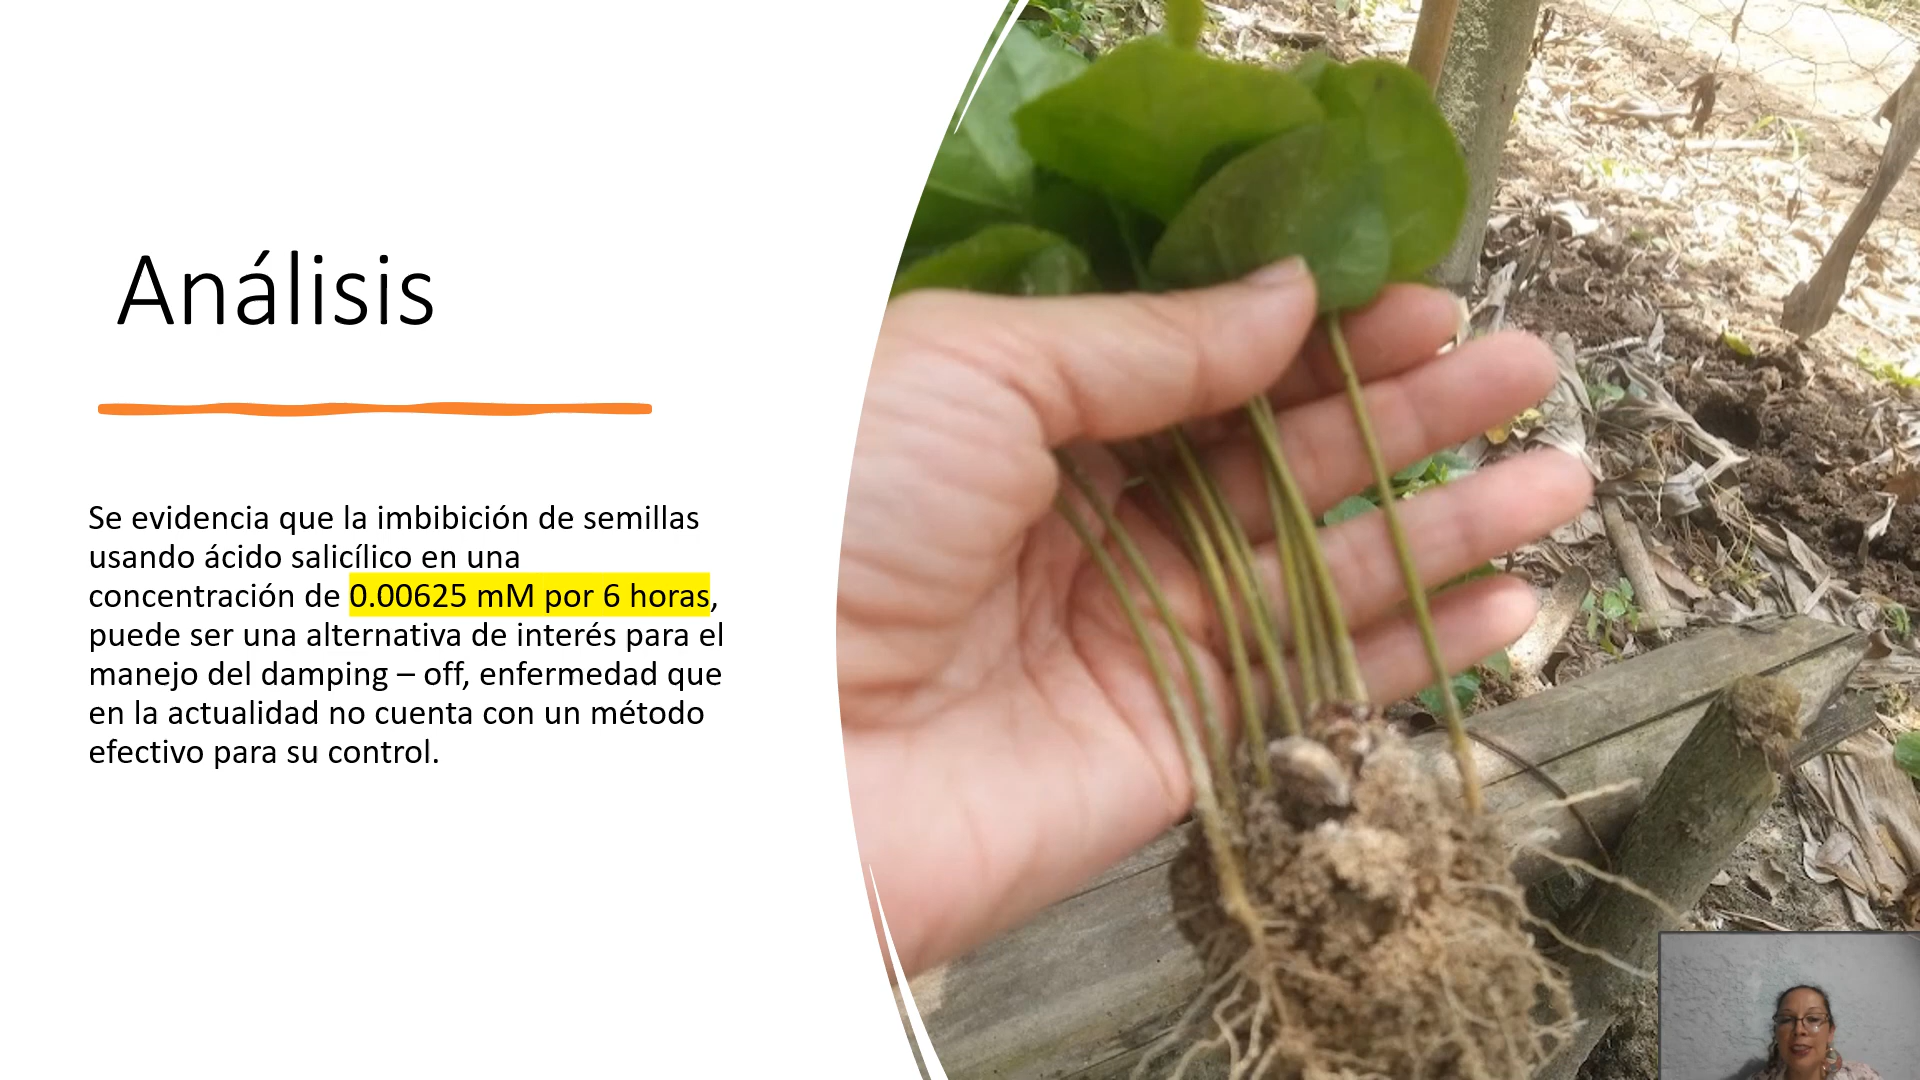 Análisis
Se evidencia que la imbibición de semillas
usando ácido salicílico en una
concentración de 0.00625 mM por 6 horas,
puede ser una alternativa de interés para el
manejo del damping – off, enfermedad que
en la actualidad no cuenta con un método
efectivo para su control.